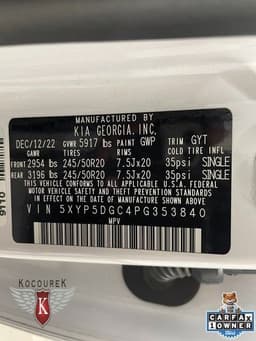 MANUFACTURED BY
KIA GEORGIA, INC.
DEC/12/22 GVWR 5917 lbs PAINT GWP TRIM GYT
GAWR TIRE RIMS COLD TIRE INFL
FRONT 2954 lbs 245/50R20 7.5Jx20 35psi SINGLE
REAR 3196 lbs 245/50R20 7.5Jx20 35psi SINGLE
THIS VEHICLE CONFORMS TO ALL APPLICABLE U.S.
FEDERAL MOTOR VEHICLE SAFETY STANDARDS
AND THEFT PREVENTION STANDARDS
IN EFFECT ON THE DATE OF
MANUFACTURE SHOWN ABOVE.
VIN 5XYP5DGC4PG353840
MPV
KOCOUREK
K
CARFAX
1 OWNER